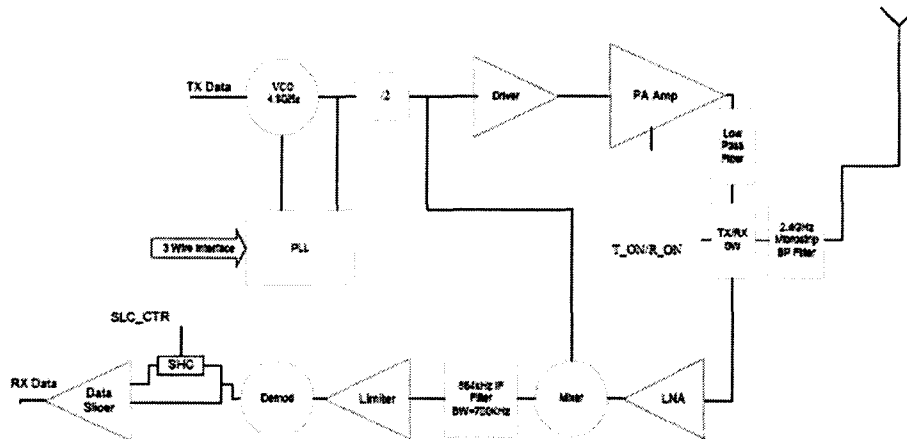 TX Data
VCO
4.9GHz
/2
Driver
PA Amp
Low
Pass
Filter
3 Wire Interface
PLL
T_ON/R_ON
TX/RX
SW
2.4GHz
Microstrip
BP Filter
SLC_CTR
SHC
RX Data
Data
Slicer
Demod
Limiter
864kHz IF
Filter
BW=720KHz
Mixer
LNA